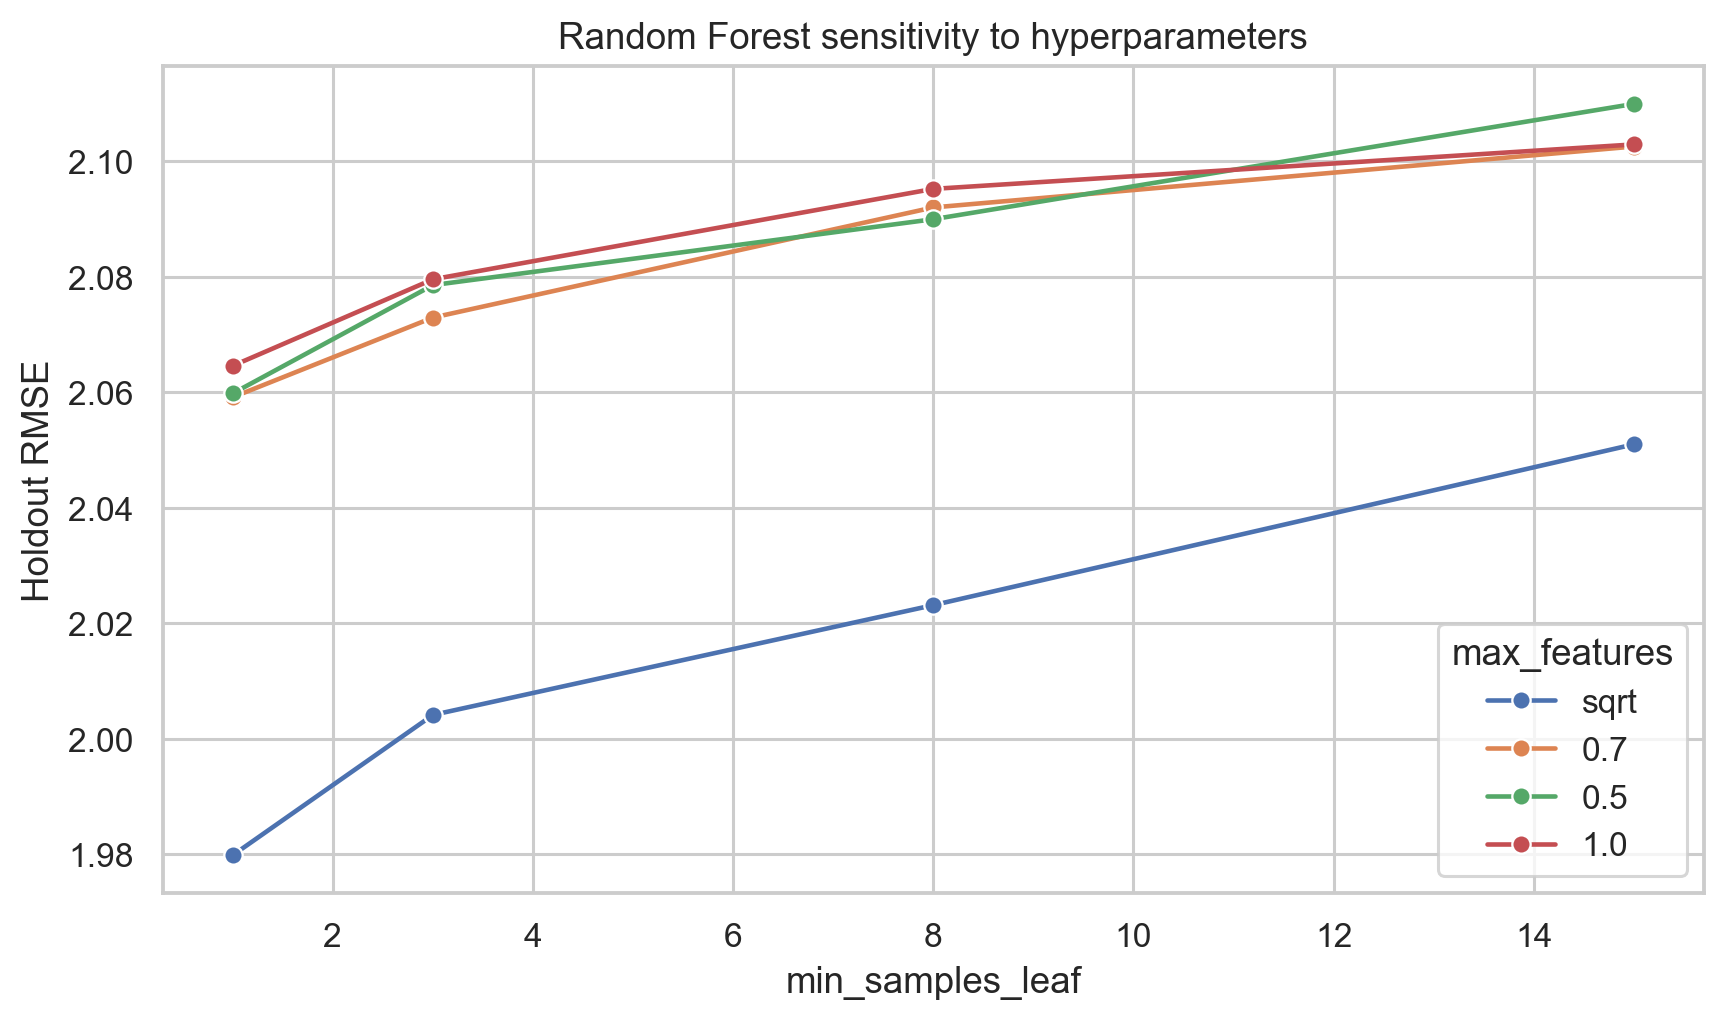 Random Forest sensitivity to hyperparameters
2.10
2.08
2.06
2.04
2.02
2.00
1.98
Holdout RMSE
max_features
sqrt
0.7
0.5
1.0
2 4 6 8 10 12 14
min_samples_leaf